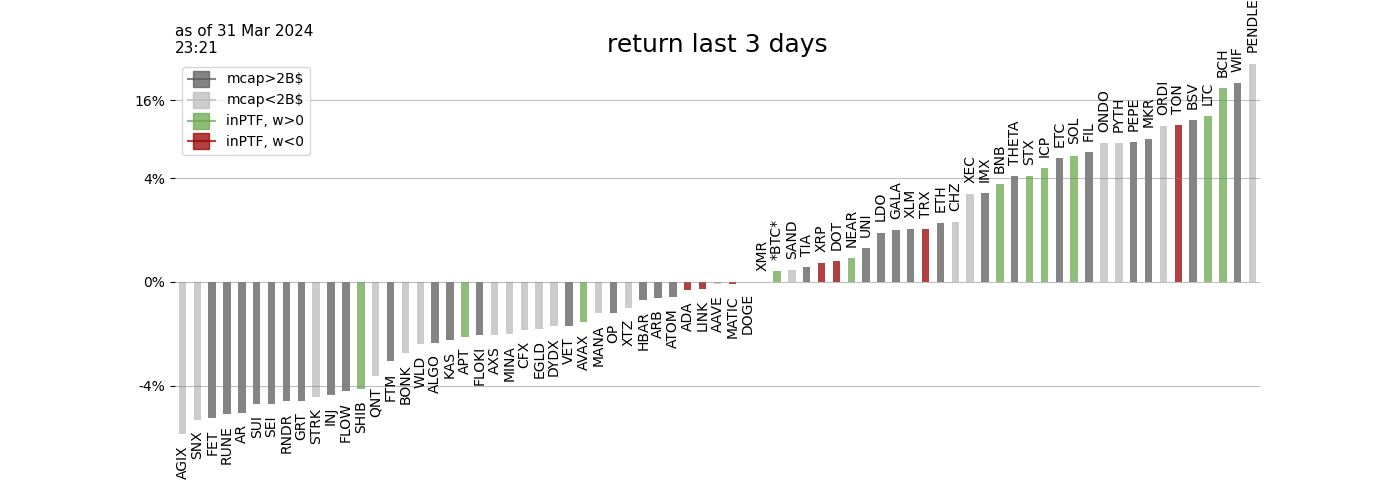 as of 31 Mar 2024
23:21
return last 3 days
mcap>2B$
mcap<2B$
inPTF, w>0
inPTF, w<0
16%
4%
0%
-4%
AGIX
SNX
FET
RUNE
AR
SUI
SEI
RNDR
GRT
STRK
INJ
FLOW
SHIB
QNT
FTM
BONK
WLD
ALGO
KAS
APT
FLOKI
AXS
MINA
CFX
EGLD
DYDX
VET
AVAX
MANA
OP
XTZ
HBAR
ARB
ATOM
ADA
LINK
AAVE
MATIC
DOGE
XMR
*BTC*
SAND
TIA
XRP
DOT
NEAR
UNI
LDO
GALA
XLM
TRX
ETH
CHZ
XEC
IMX
BNB
THETA
STX
ICP
ETC
SOL
FIL
ONDO
PYTH
PEPE
MKR
ORDI
TON
BSV
LTC
BCH
WIF
PENDLE